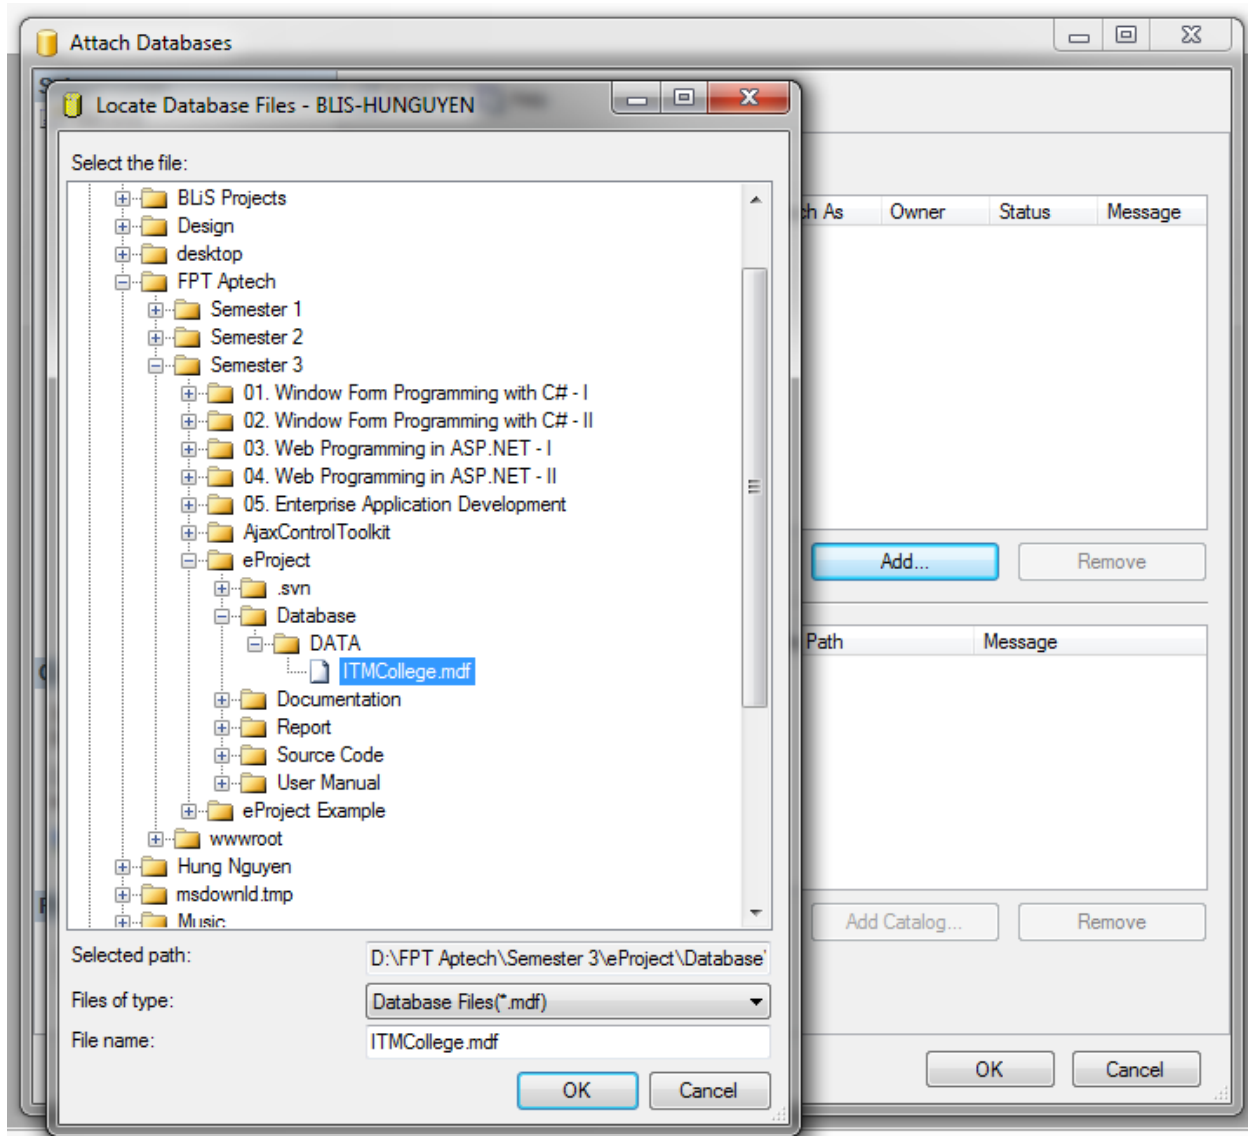 Attach Databases
Locate Database Files - BLIS-HUNGUYEN
Select the file:
BLiS Projects
Design
desktop
FPT Aptech
Semester 1
Semester 2
Semester 3
01. Window Form Programming with C# - I
02. Window Form Programming with C# - II
03. Web Programming in ASP.NET - I
04. Web Programming in ASP.NET - II
05. Enterprise Application Development
AjaxControlToolkit
eProject
.svn
Database
DATA
ITMCollege.mdf
Documentation
Report
Source Code
User Manual
eProject Example
wwwroot
Hung Nguyen
msdownld.tmp
Music
Selected path: D:\FPT Aptech\Semester 3\eProject\Database
Files of type: Database Files(*.mdf)
File name: ITMCollege.mdf
OK Cancel
ch As Owner Status Message
Add... Remove
Path Message
Add Catalog... Remove
OK Cancel